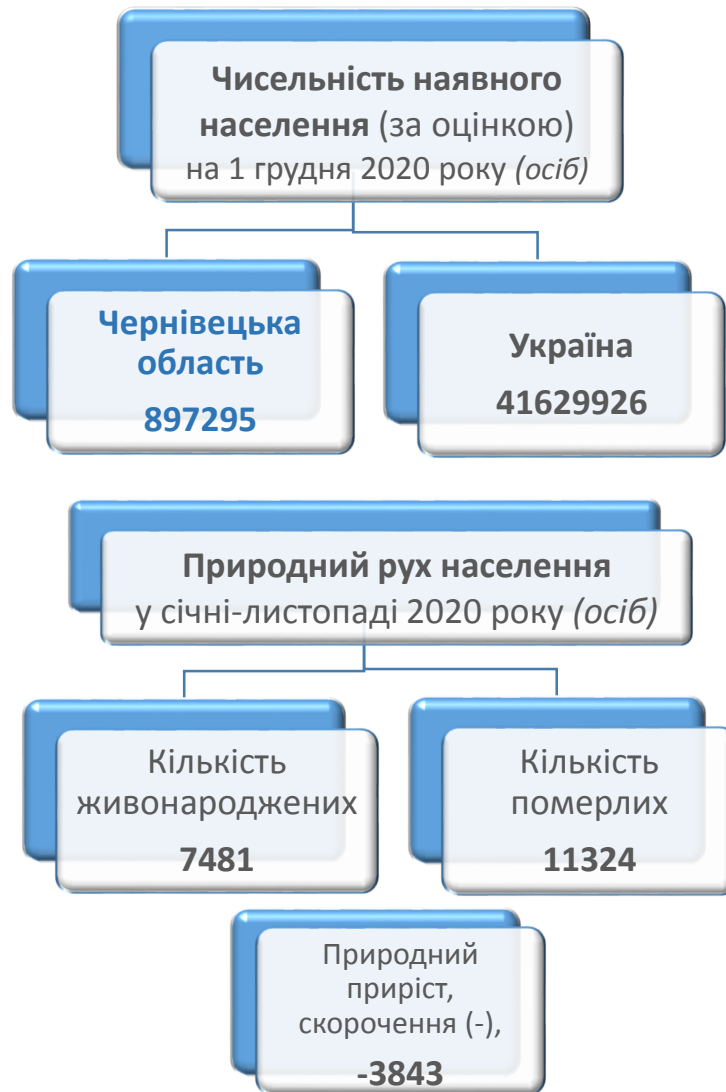 Чисельність наявного
населення (за оцінкою)
на 1 грудня 2020 року (осіб)
Чернівецька
область
897295
Україна
41629926
Природний рух населення
у січні-листопаді 2020 року (осіб)
Кількість
живонароджених
7481
Кількість
померлих
11324
Природний
приріст,
скорочення (-),
-3843